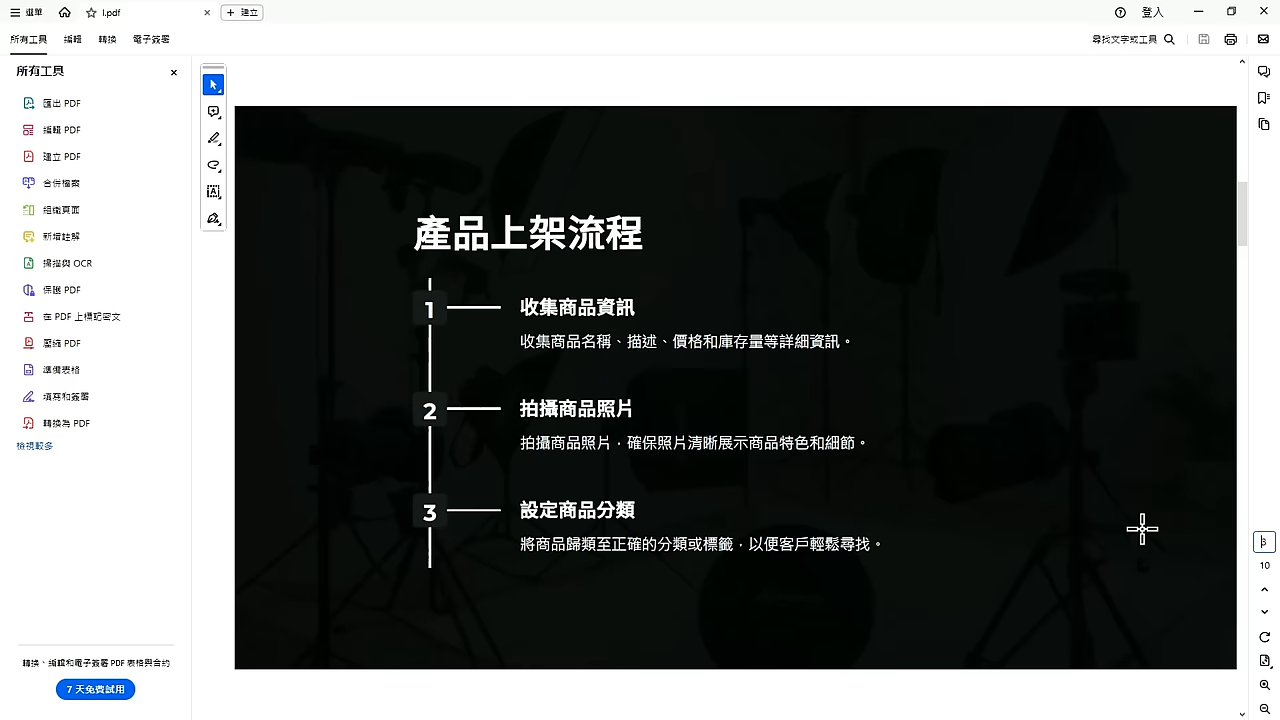 選單
I.pdf
建立
登入
所有工具
編輯
轉換
電子簽署
尋找文字或工具
所有工具
匯出 PDF
編輯 PDF
建立 PDF
合併檔案
組織頁面
新增註解
掃描與 OCR
保護 PDF
在 PDF 上標記密文
壓縮 PDF
準備表格
填寫和簽署
轉換為 PDF
檢視較多
轉換、編輯和電子簽署 PDF 表格與合約
7 天免費試用
產品上架流程
1
收集商品資訊
收集商品名稱、描述、價格和庫存量等詳細資訊。
2
拍攝商品照片
拍攝商品照片，確保照片清晰展示商品特色和細節。
3
設定商品分類
將商品歸類至正確的分類或標籤，以便客戶輕鬆尋找。
3
10